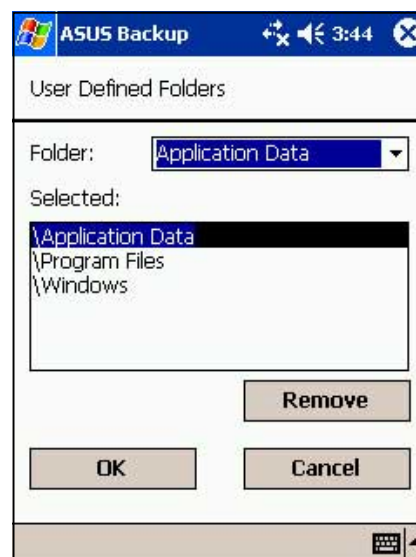 ASUS Backup 3:44
User Defined Folders
Folder: Application Data
Selected:
\Application Data
\Program Files
\Windows
Remove
OK Cancel